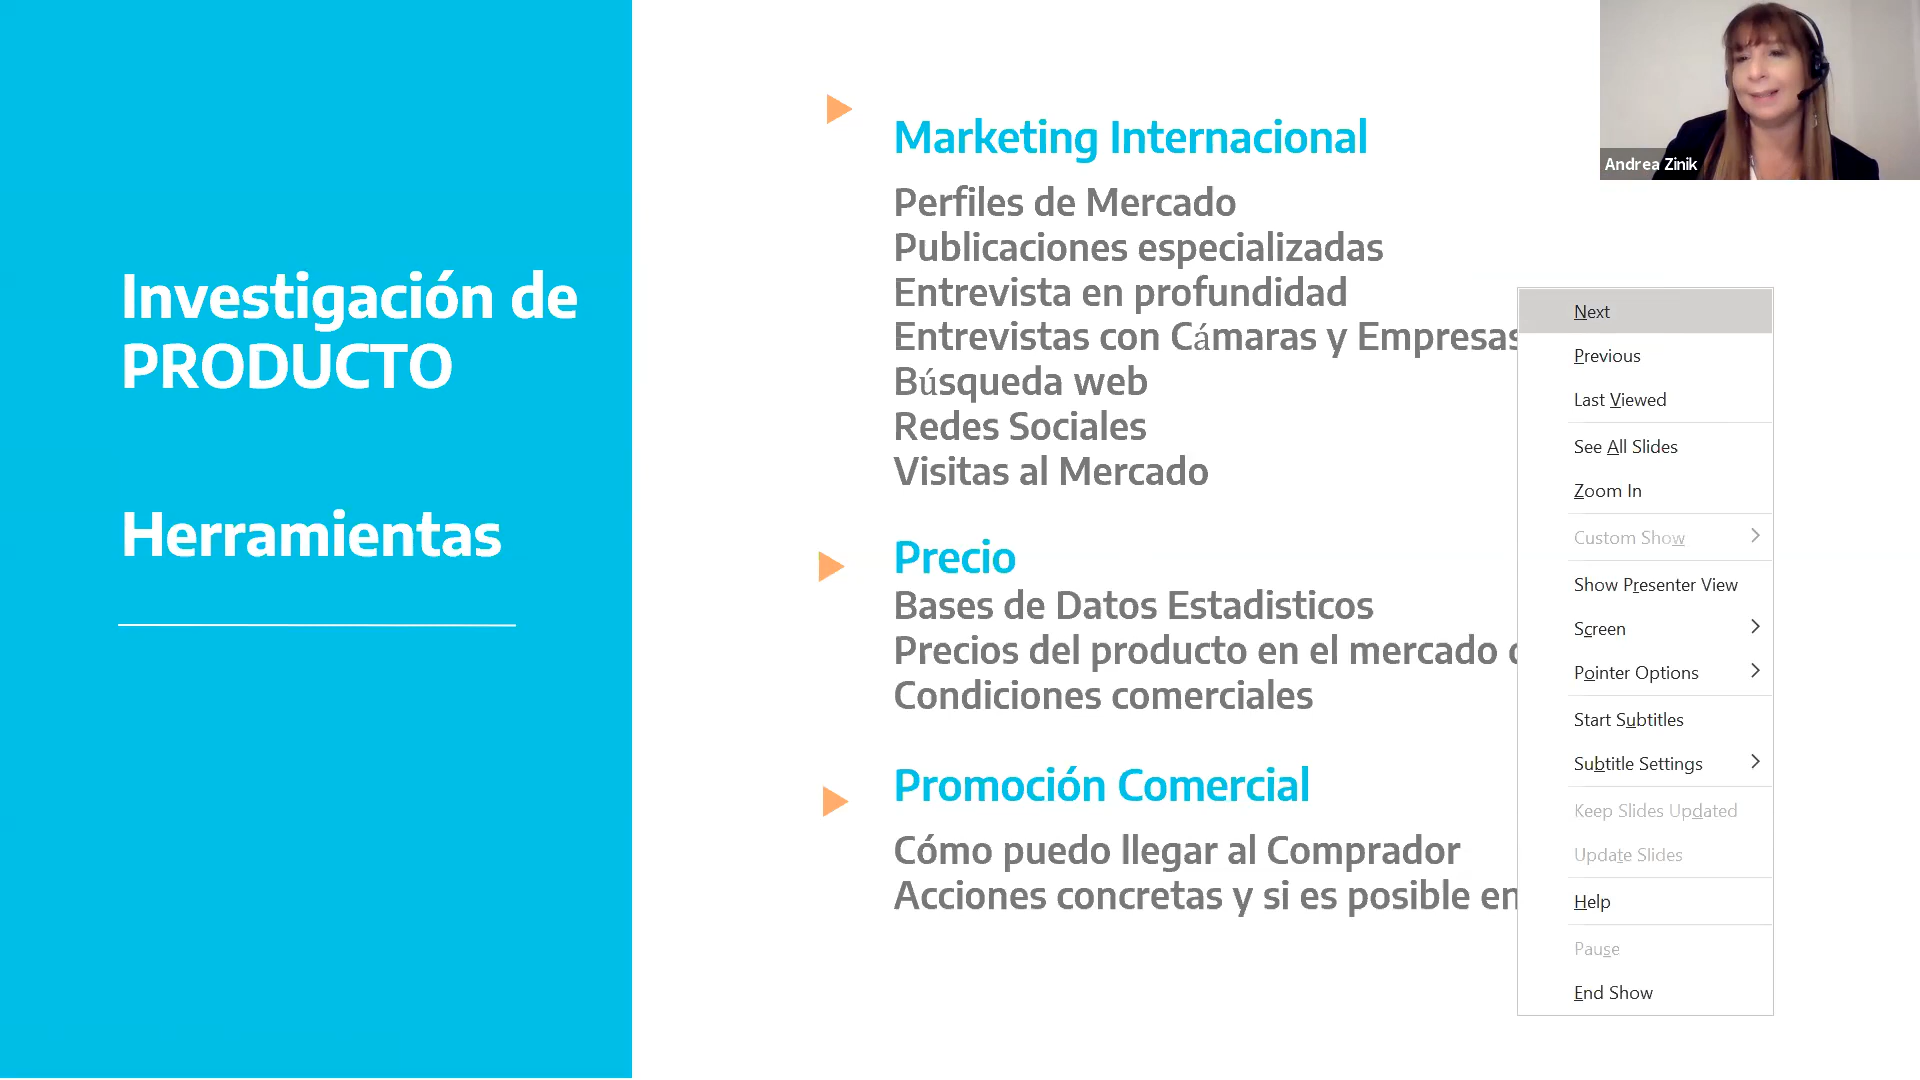 Investigación de
PRODUCTO
Herramientas
Marketing Internacional
Perfiles de Mercado
Publicaciones especializadas
Entrevista en profundidad
Entrevistas con Cámaras y Empresas
Búsqueda web
Redes Sociales
Visitas al Mercado
Precio
Bases de Datos Estadisticos
Precios del producto en el mercado
Condiciones comerciales
Promoción Comercial
Cómo puedo llegar al Comprador
Acciones concretas y si es posible en
Andrea Zinik
Next
Previous
Last Viewed
See All Slides
Zoom In
Custom Show
Show Presenter View
Screen
Pointer Options
Start Subtitles
Subtitle Settings
Keep Slides Updated
Update Slides
Help
Pause
End Show